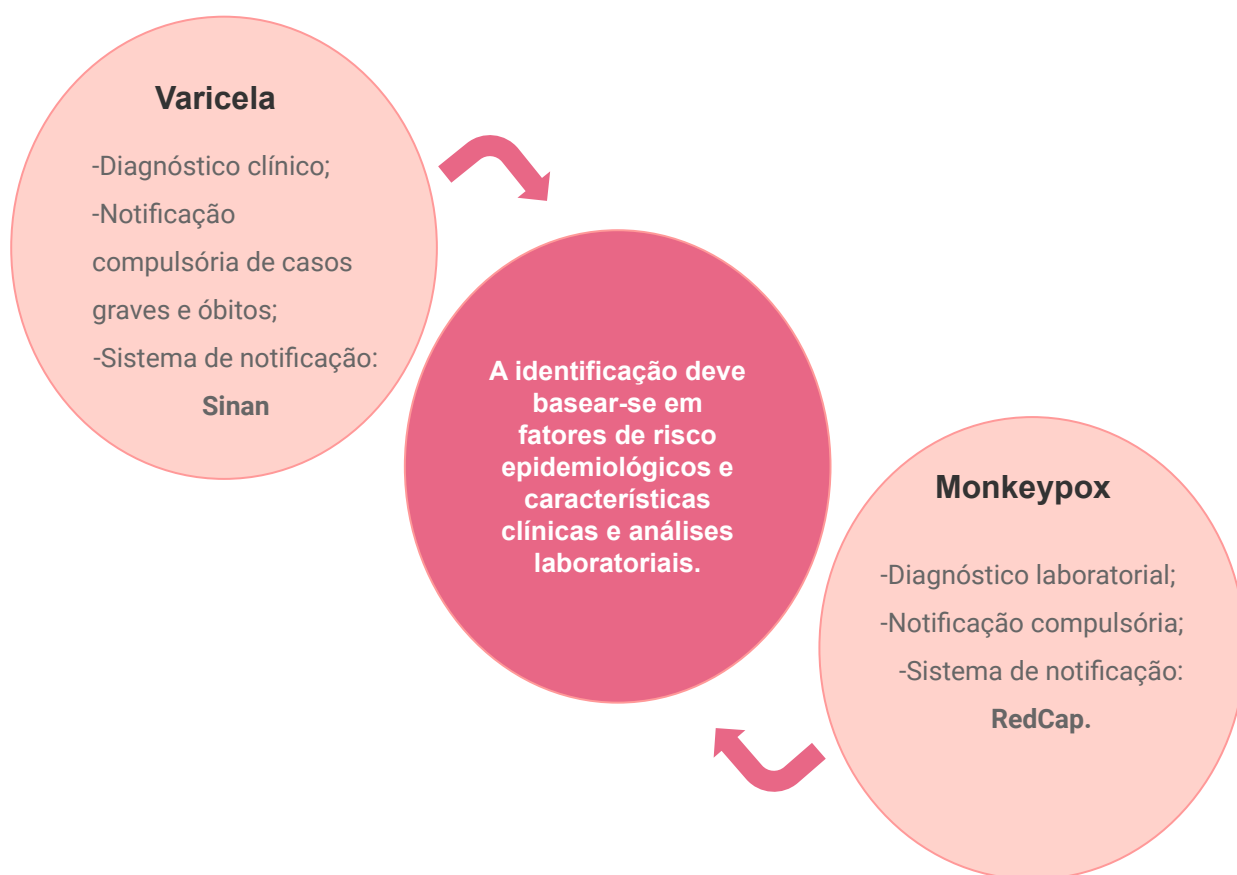 Varicela
-Diagnóstico clínico;
-Notificação
compulsória de casos
graves e óbitos;
-Sistema de notificação:
Sinan
A identificação deve
basear-se em
fatores de risco
epidemiológicos e
características
clínicas e análises
laboratoriais.
Monkeypox
-Diagnóstico laboratorial;
-Notificação compulsória;
-Sistema de notificação:
RedCap.